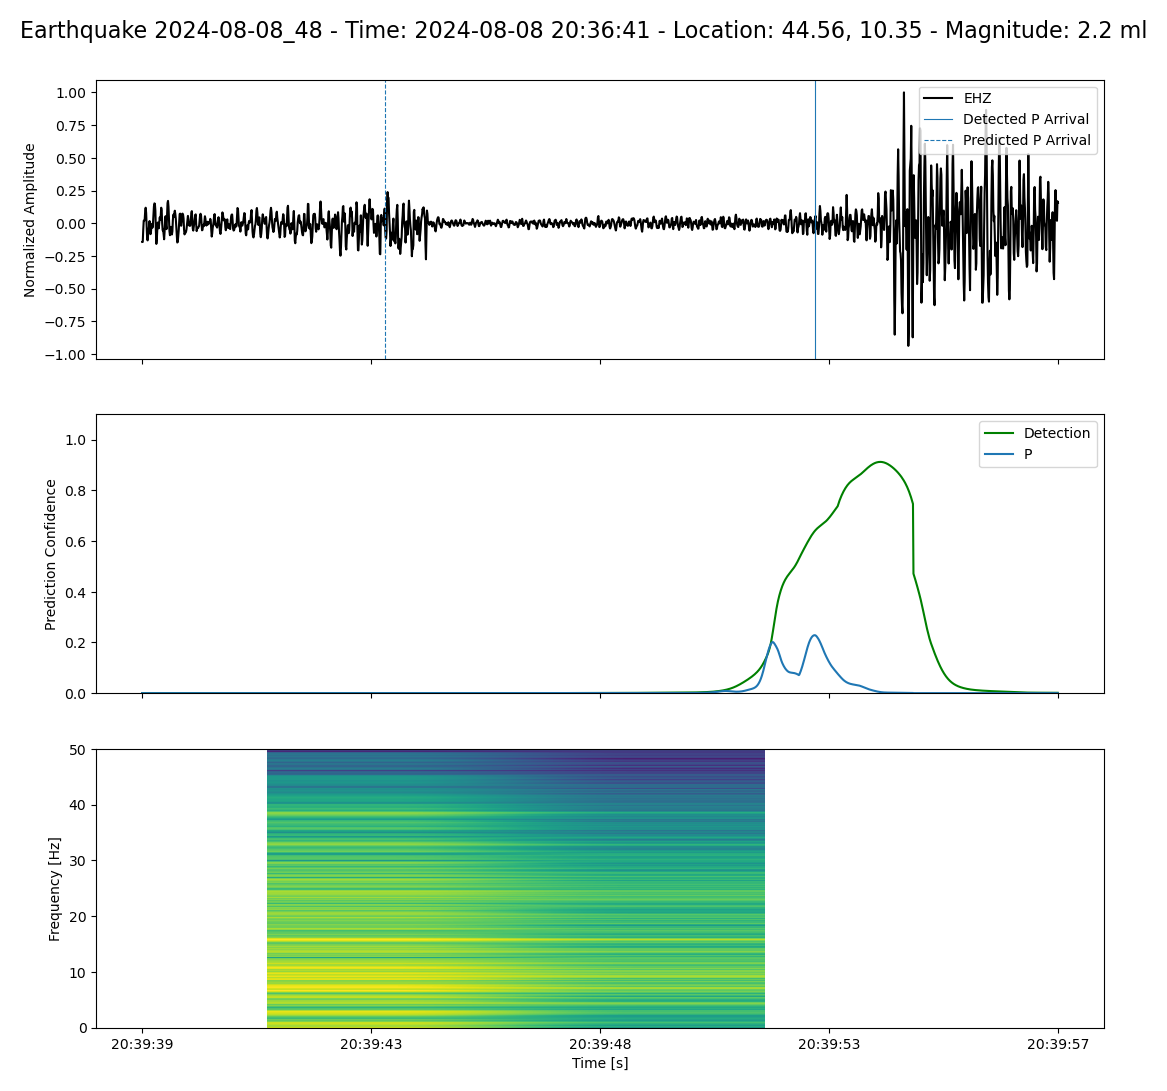 Earthquake 2024-08-08_48 - Time: 2024-08-08 20:36:41 - Location: 44.56, 10.35 - Magnitude: 2.2 ml
Normalized Amplitude
1.00
0.75
0.50
0.25
0.00
−0.25
−0.50
−0.75
−1.00
EHZ
Detected P Arrival
Predicted P Arrival
Prediction Confidence
1.0
0.8
0.6
0.4
0.2
0.0
Detection
P
Frequency [Hz]
50
40
30
20
10
0
20:39:39 20:39:43 20:39:48 20:39:53 20:39:57
Time [s]